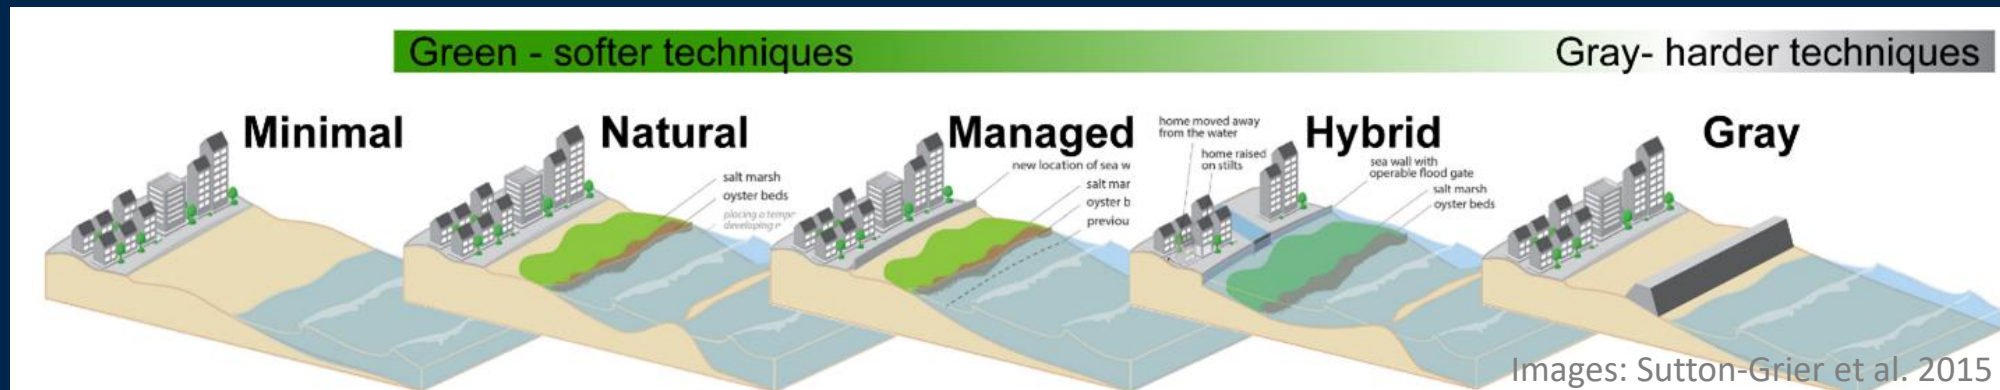 Green - softer techniques
Gray- harder techniques
Minimal
Natural
salt marsh
oyster beds
placing a
Managed
new location of sea
salt
oyster
home moved away
from the water
home raised
on stilts
Hybrid
sea wall with
operable flood gate
salt marsh
oyster beds
Gray
Images: Sutton-Grier et al. 2015